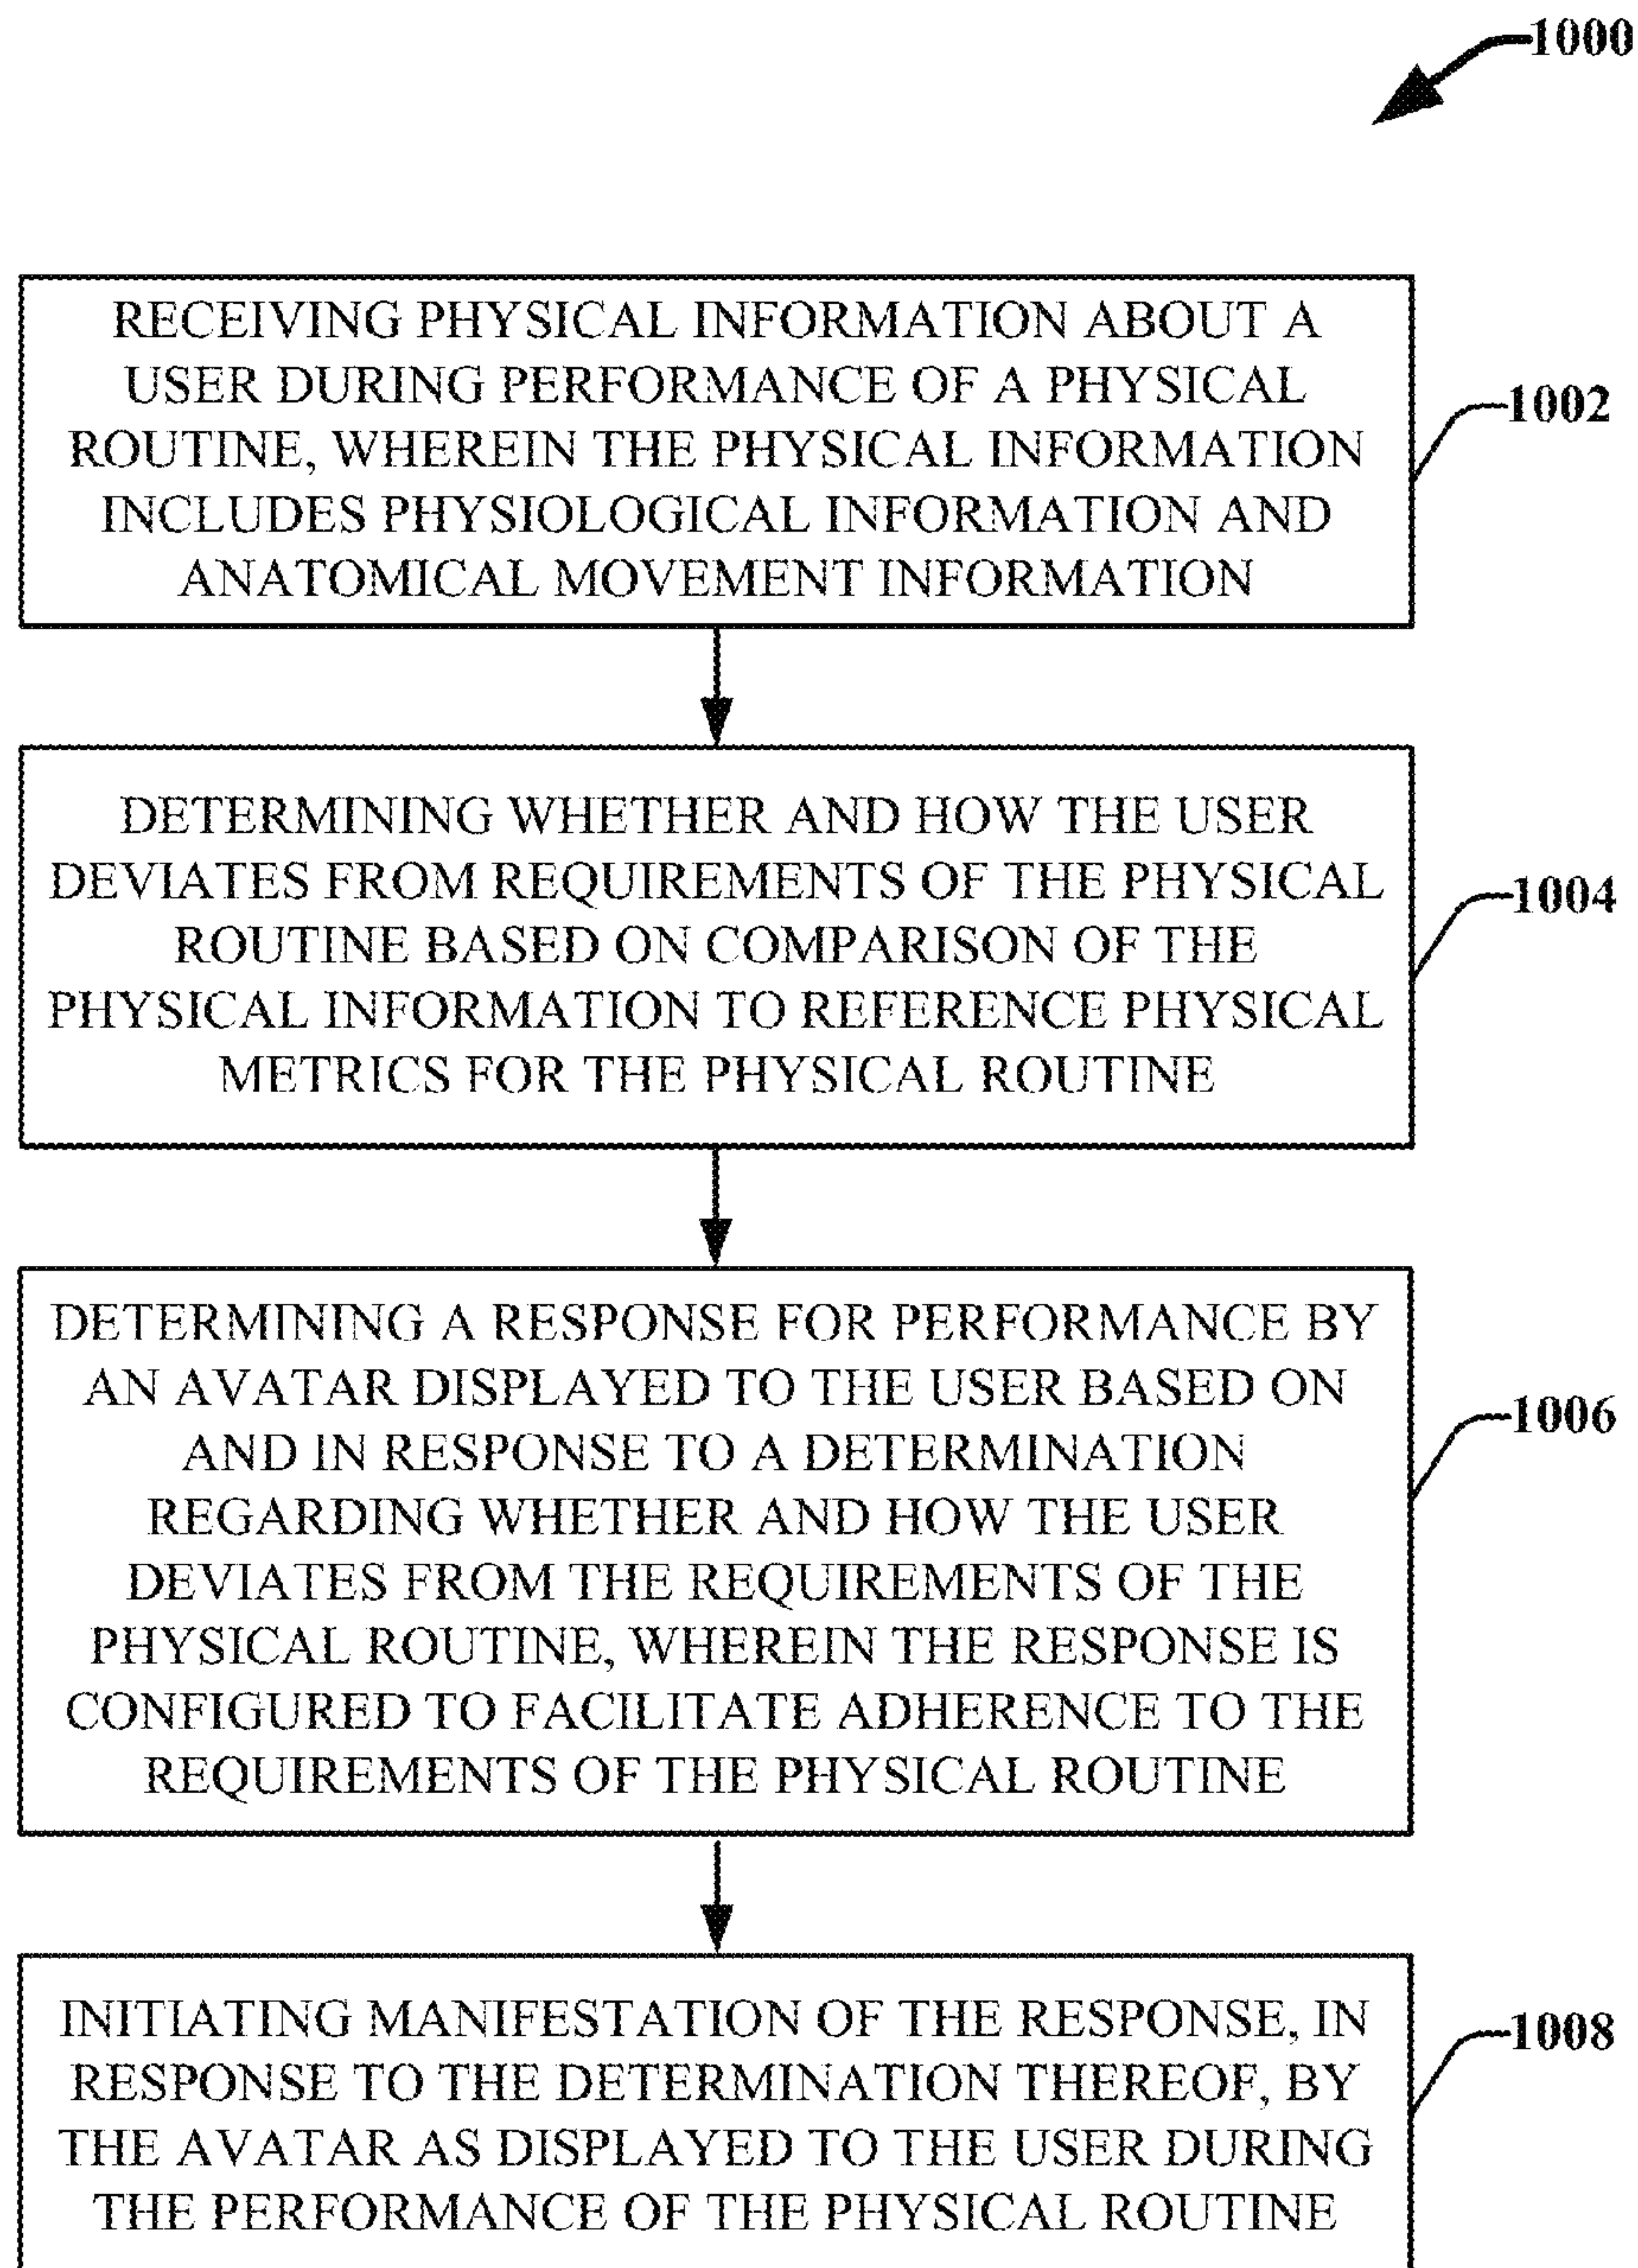 1000
RECEIVING PHYSICAL INFORMATION ABOUT A
USER DURING PERFORMANCE OF A PHYSICAL
ROUTINE, WHEREIN THE PHYSICAL INFORMATION
INCLUDES PHYSIOLOGICAL INFORMATION AND
ANATOMICAL MOVEMENT INFORMATION
1002
DETERMINING WHETHER AND HOW THE USER
DEVIATES FROM REQUIREMENTS OF THE PHYSICAL
ROUTINE BASED ON COMPARISON OF THE
PHYSICAL INFORMATION TO REFERENCE PHYSICAL
METRICS FOR THE PHYSICAL ROUTINE
1004
DETERMINING A RESPONSE FOR PERFORMANCE BY
AN AVATAR DISPLAYED TO THE USER BASED ON
AND IN RESPONSE TO A DETERMINATION
REGARDING WHETHER AND HOW THE USER
DEVIATES FROM THE REQUIREMENTS OF THE
PHYSICAL ROUTINE, WHEREIN THE RESPONSE IS
CONFIGURED TO FACILITATE ADHERENCE TO THE
REQUIREMENTS OF THE PHYSICAL ROUTINE
1006
INITIATING MANIFESTATION OF THE RESPONSE, IN
RESPONSE TO THE DETERMINATION THEREOF, BY
THE AVATAR AS DISPLAYED TO THE USER DURING
THE PERFORMANCE OF THE PHYSICAL ROUTINE
1008